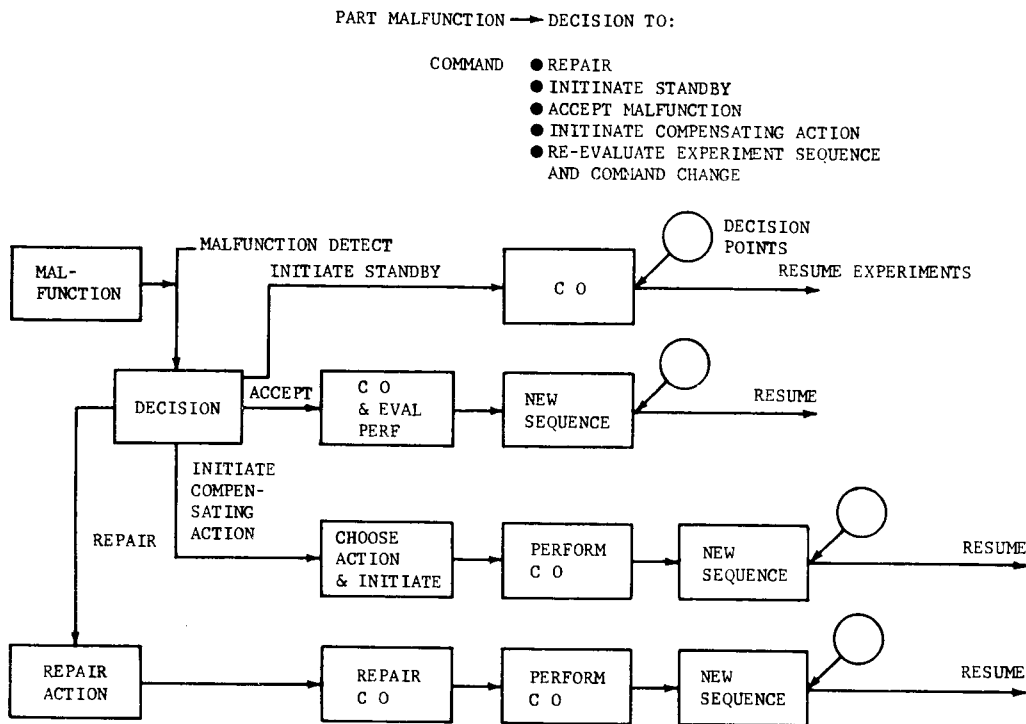 PART MALFUNCTION DECISION TO:
COMMAND ● REPAIR
● INITINATE STANDBY
● ACCEPT MALFUNCTION
● INITINATE COMPENSATING ACTION
● RE-EVALUATE EXPERIMENT SEQUENCE
AND COMMAND CHANGE
MALFUNCTION DETECT
DECISION
POINTS
MAL-
FUNCTION
INITIATE STANDBY
C O
RESUME EXPERIMENTS
DECISION
ACCEPT
C O
& EVAL
PERF
NEW
SEQUENCE
RESUME
INITIATE
COMPEN-
SATING
ACTION
REPAIR
CHOOSE
ACTION
& INITIATE
PERFORM
C O
NEW
SEQUENCE
RESUME
REPAIR
ACTION
REPAIR
C O
PERFORM
C O
NEW
SEQUENCE
RESUME